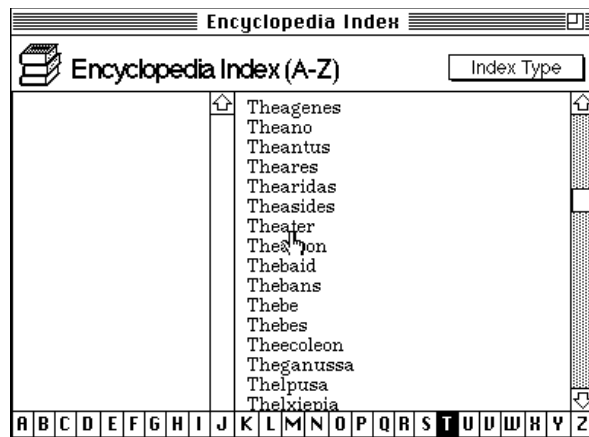 Encyclopedia Index
Encyclopedia Index (A-Z)
Index Type
Theagenes
Theano
Theantus
Theares
Thearidas
Theasides
Theater
Thebaid
Thebans
Thebe
Thebes
Theecoleon
Theganussa
Thelpusa
Thelxiepia
A B C D E F G H I J K L M N O P Q R S T U V W X Y Z